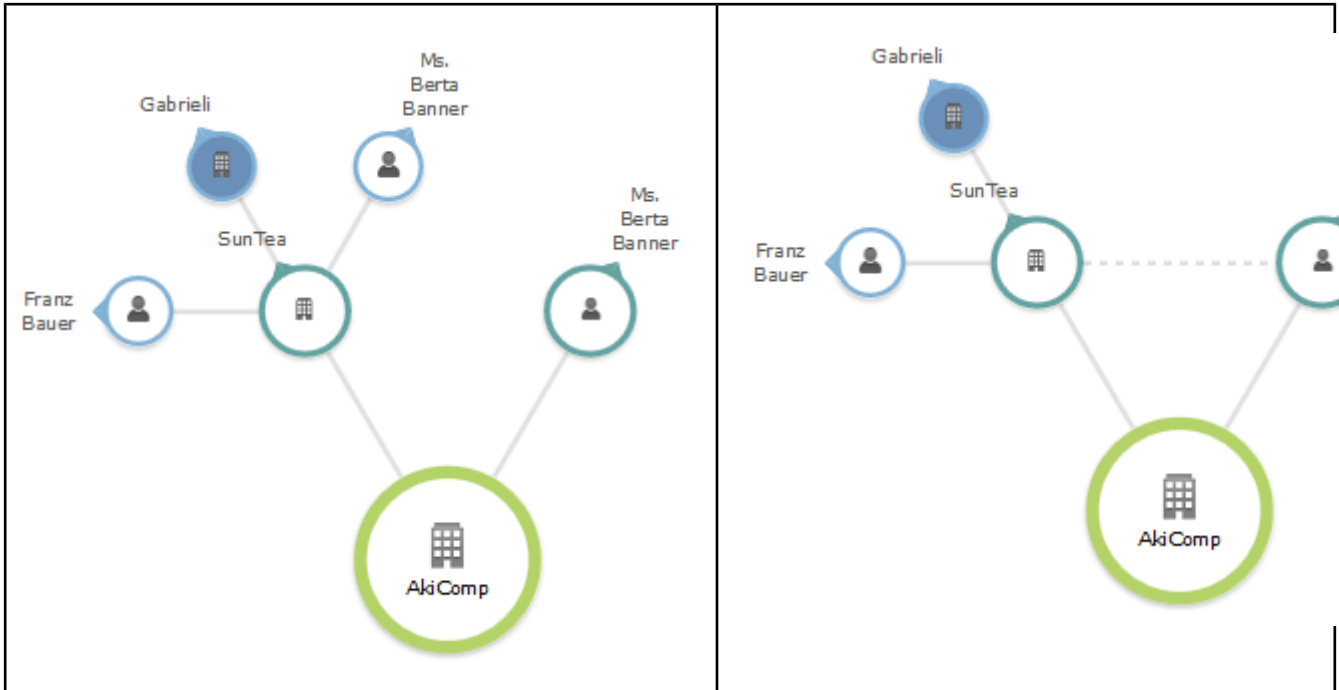 Ms.
Berta
Banner
Gabrieli
Ms.
Berta
Banner
SunTea
Franz
Bauer
AkiComp
Gabrieli
SunTea
Franz
Bauer
AkiComp